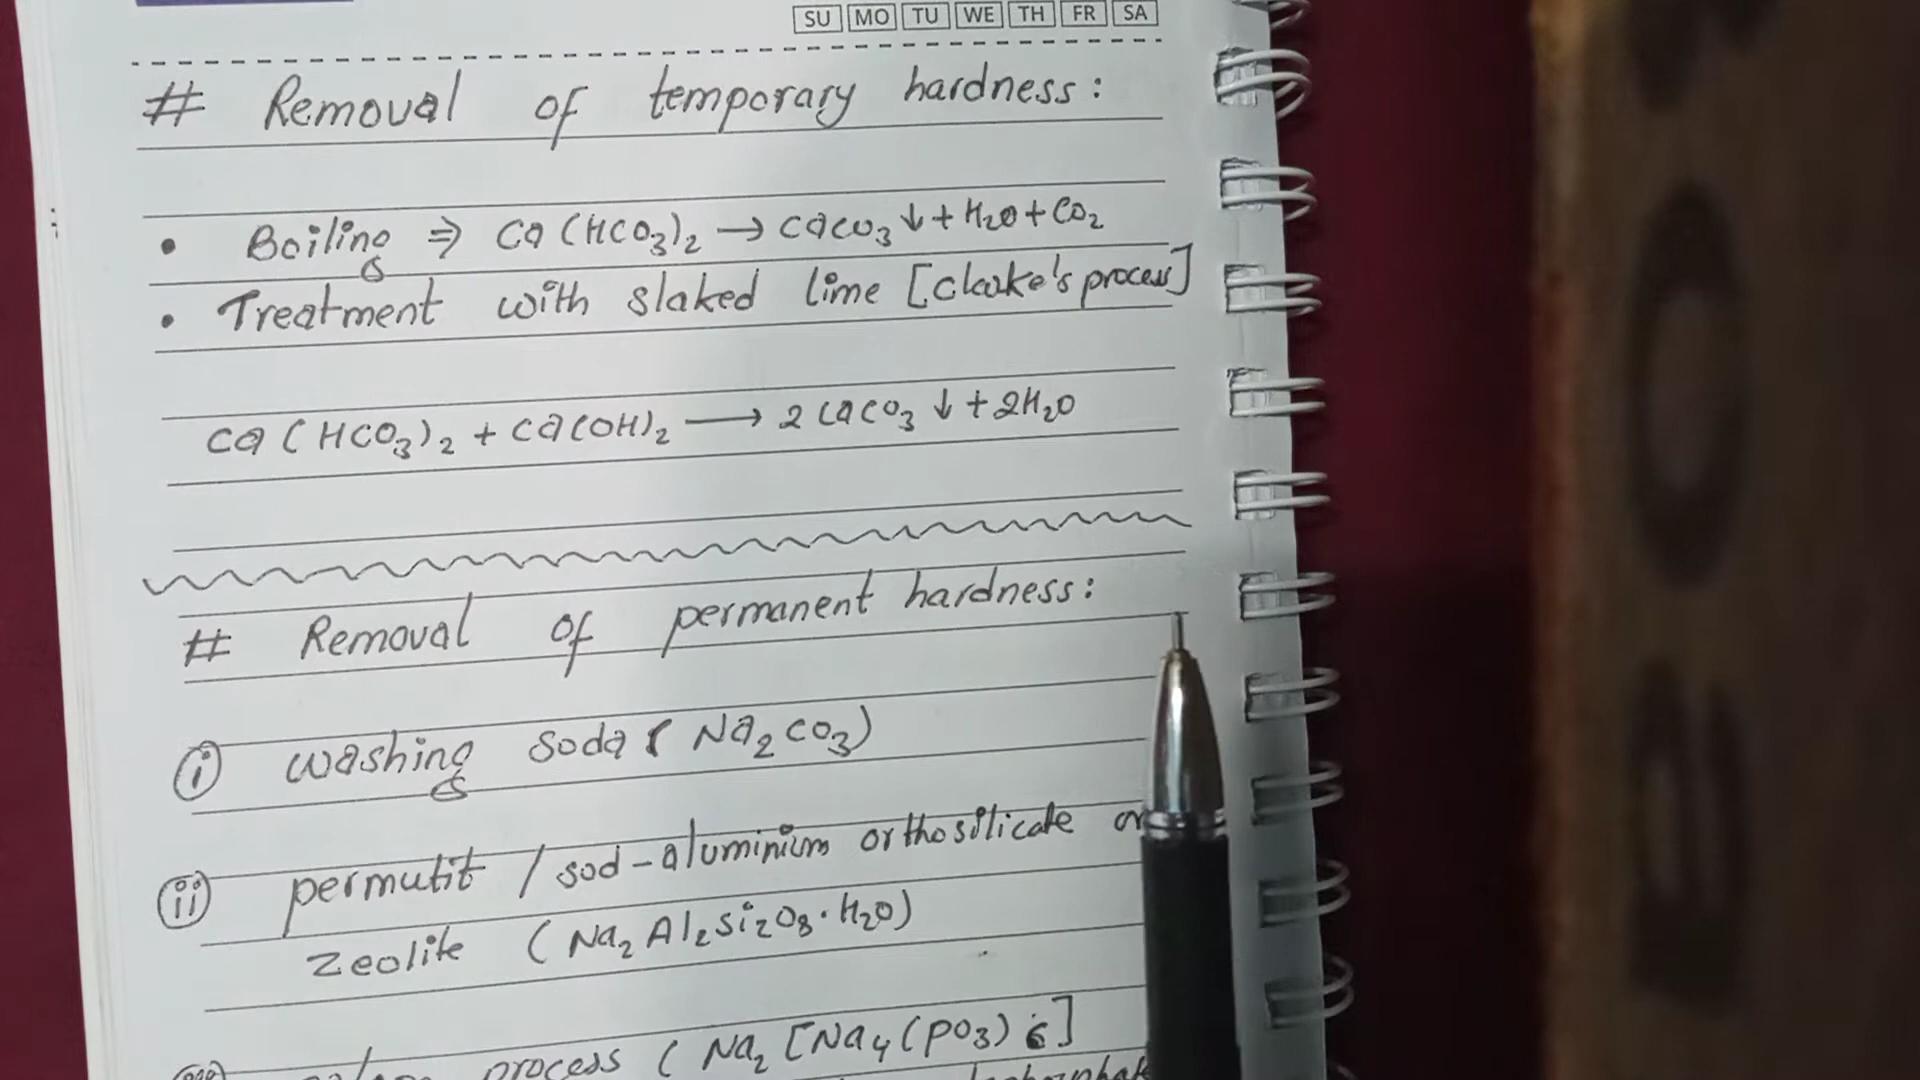 SU MO TU WE TH FR SA
# Removal of temporary hardness:
• Boiling ⇒ Ca(HCO₃)₂ → CaCO₃↓ + H₂O + CO₂
• Treatment with slaked lime [Clarke's process]
Ca(HCO₃)₂ + Ca(OH)₂ ⟶ 2CaCO₃↓ + 2H₂O
# Removal of permanent hardness:
(i) washing soda (Na₂CO₃)
(ii) permutit / sod-aluminium orthosilicate or
zeolite (Na₂Al₂Si₂O₈·H₂O)
process (Na₂[Na₄(PO₃)₆]